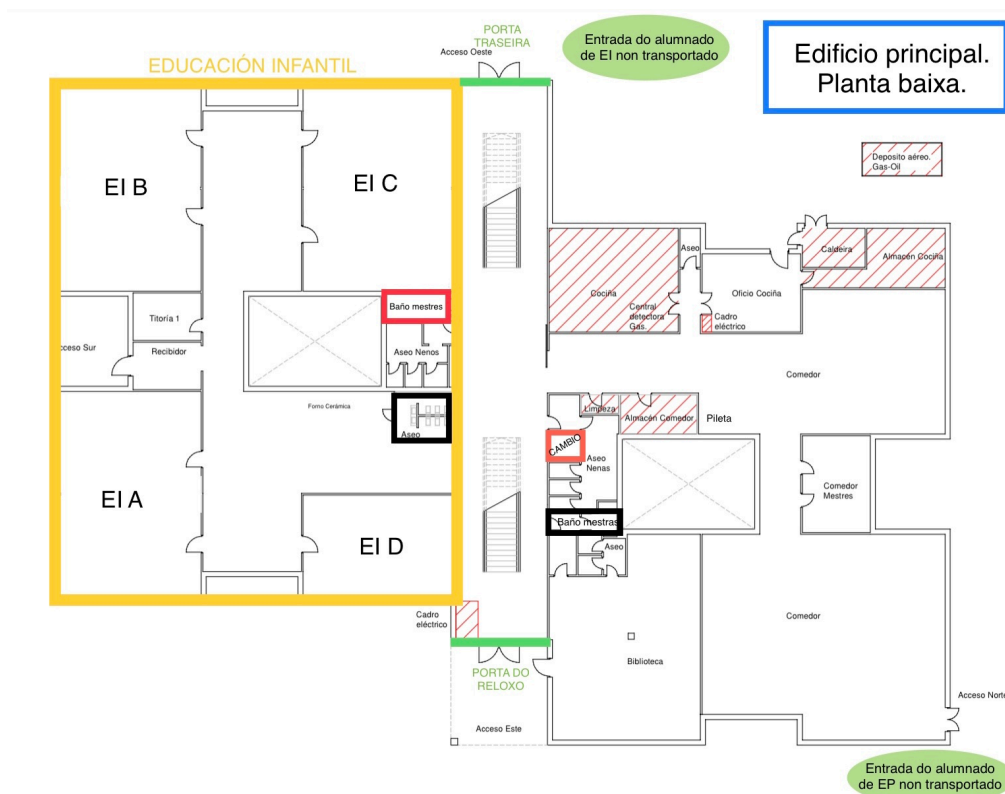 PORTA
TRASEIRA
Acceso Oeste
Entrada do alumnado
de EI non transportado
Edificio principal.
Planta baixa.
EDUCACIÓN INFANTIL
Deposito aéreo.
Gas-Oil
EI B
EI C
Aseo
Caldeira
Almacén Cociña
Cociña
Oficio Cociña
Baño mestres
Central
detectora
Gas.
Cadro
eléctrico
Titoría 1
Acceso Sur
Recibidor
Aseo Nenos
Comedor
Forno Cerámica
Limpeza
Almacén Comedor
Pileta
Aseo
CAMBIO
Aseo
Nenas
EI A
Comedor
Mestres
Baño mestras
EI D
Aseo
Cadro
eléctrico
Comedor
Biblioteca
PORTA DO
RELOXO
Acceso Norte
Acceso Este
Entrada do alumnado
de EP non transportado